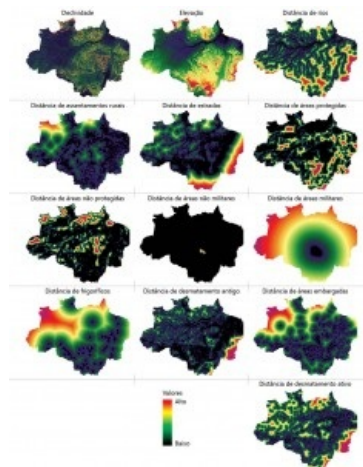 Declividade
Elevação
Distância de rios
Distância de assentamentos rurais
Distância de estradas
Distância de áreas protegidas
Distância de áreas não protegidas
Distância de áreas não militares
Distância de áreas militares
Distância de frigoríficos
Distância de desmatamento antigo
Distância de áreas embargadas
Distância de desmatamento ativo
Valores
Alto
Baixo